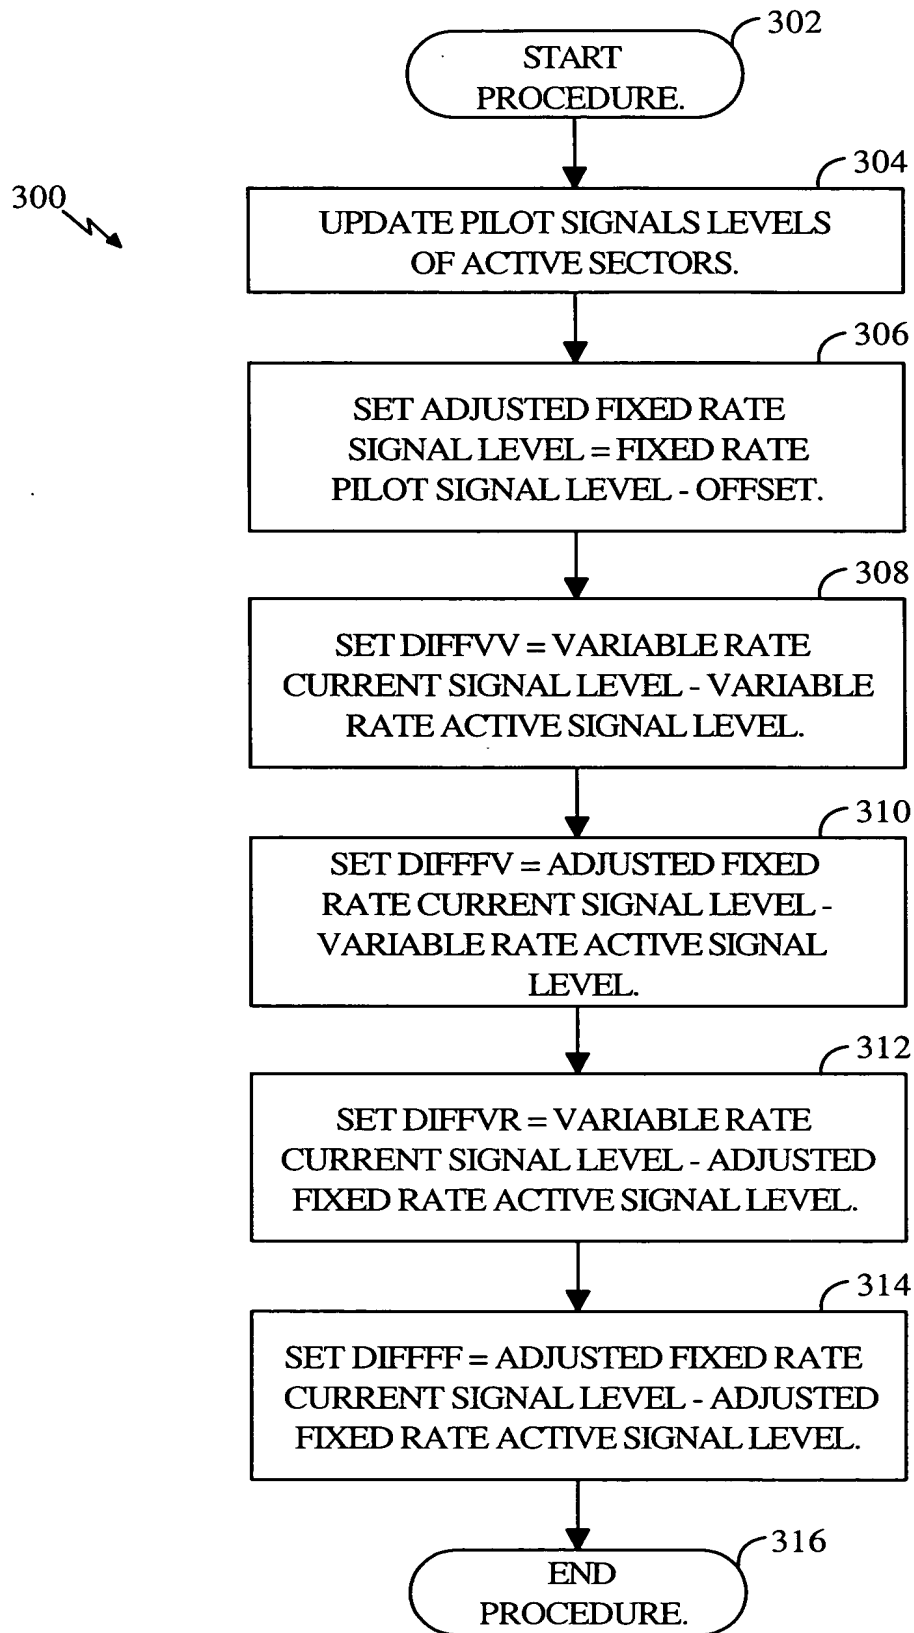 302
START
PROCEDURE.
304
300
UPDATE PILOT SIGNALS LEVELS
OF ACTIVE SECTORS.
306
SET ADJUSTED FIXED RATE
SIGNAL LEVEL = FIXED RATE
PILOT SIGNAL LEVEL - OFFSET.
308
SET DIFFVV = VARIABLE RATE
CURRENT SIGNAL LEVEL - VARIABLE
RATE ACTIVE SIGNAL LEVEL.
310
SET DIFFFV = ADJUSTED FIXED
RATE CURRENT SIGNAL LEVEL -
VARIABLE RATE ACTIVE SIGNAL
LEVEL.
312
SET DIFFVR = VARIABLE RATE
CURRENT SIGNAL LEVEL - ADJUSTED
FIXED RATE ACTIVE SIGNAL LEVEL.
314
SET DIFFFF = ADJUSTED FIXED RATE
CURRENT SIGNAL LEVEL - ADJUSTED
FIXED RATE ACTIVE SIGNAL LEVEL.
316
END
PROCEDURE.